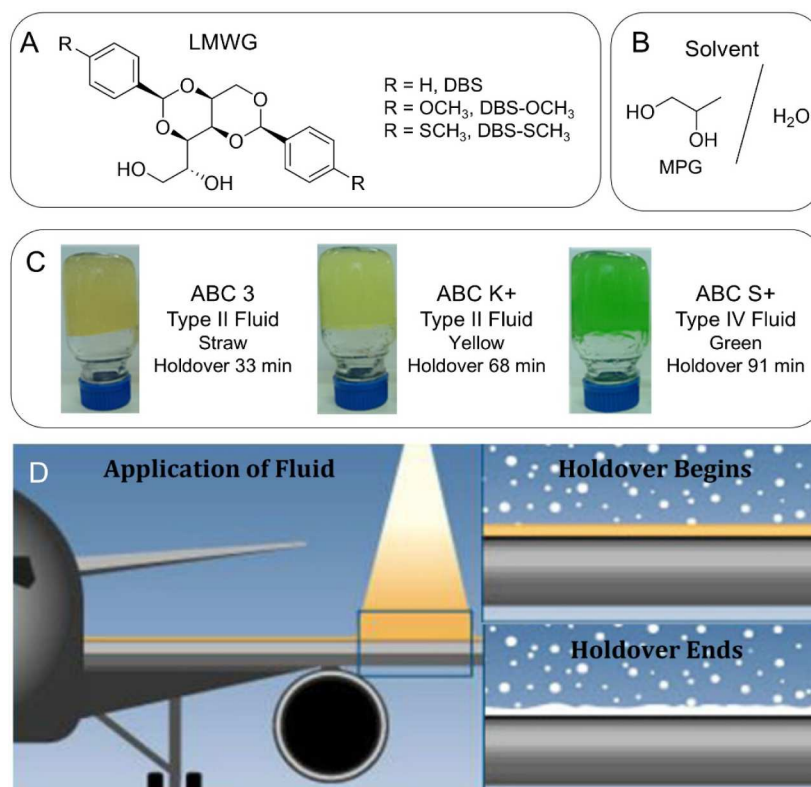 A
LMWG
R
O
O
O
O
HO
OH
R
R = H, DBS
R = OCH₃, DBS-OCH₃
R = SCH₃, DBS-SCH₃
B
Solvent
HO
OH
MPG
H₂O
C
ABC 3
Type II Fluid
Straw
Holdover 33 min
ABC K+
Type II Fluid
Yellow
Holdover 68 min
ABC S+
Type IV Fluid
Green
Holdover 91 min
D
Application of Fluid
Holdover Begins
Holdover Ends